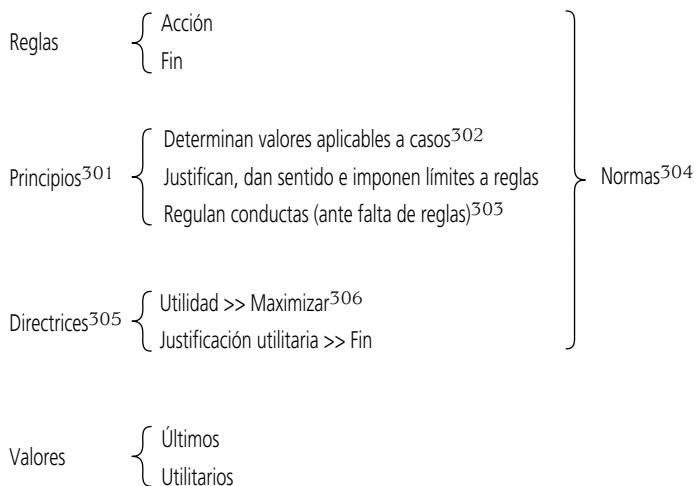 Reglas
Acción
Fin
Principios301
Determinan valores aplicables a casos302
Justifican, dan sentido e imponen límites a reglas
Regulan conductas (ante falta de reglas)303
Normas304
Directrices305
Utilidad >> Maximizar306
Justificación utilitaria >> Fin
Valores
Últimos
Utilitarios